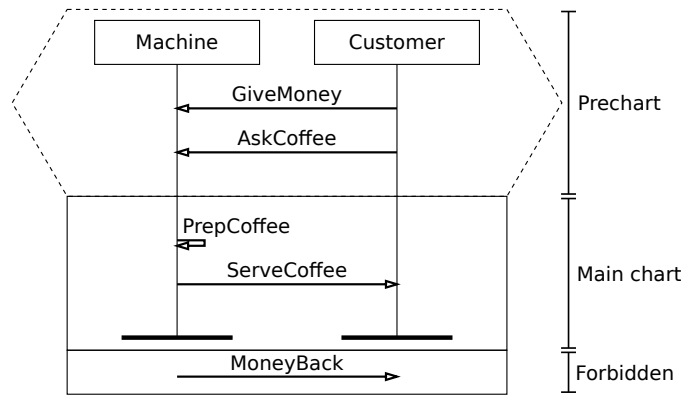 Machine
Customer
GiveMoney
Prechart
AskCoffee
PrepCoffee
ServeCoffee
Main chart
MoneyBack
Forbidden